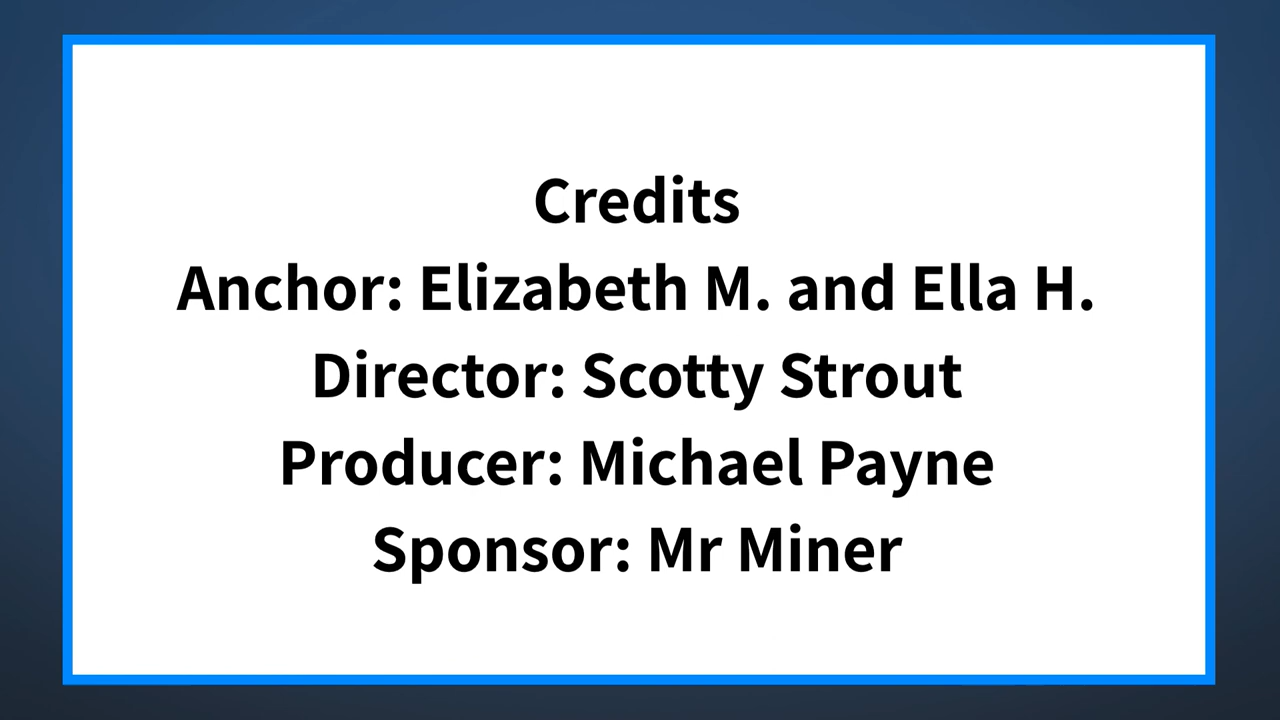 Credits
Anchor: Elizabeth M. and Ella H.
Director: Scotty Strout
Producer: Michael Payne
Sponsor: Mr Miner